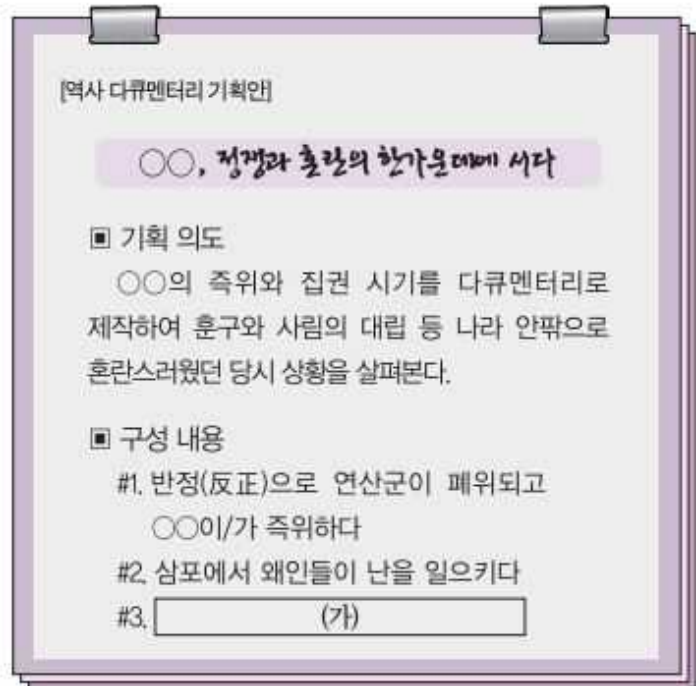 [역사 다큐멘터리 기획안]
○○, 정쟁과 혼란의 한가운데에 서다
▣ 기획 의도
○○의 즉위와 집권 시기를 다큐멘터리로
제작하여 훈구와 사림의 대립 등 나라 안팎으로
혼란스러웠던 당시 상황을 살펴본다.
▣ 구성 내용
#1. 반정(反正)으로 연산군이 폐위되고
○○이/가 즉위하다
#2. 삼포에서 왜인들이 난을 일으키다
#3. (가)